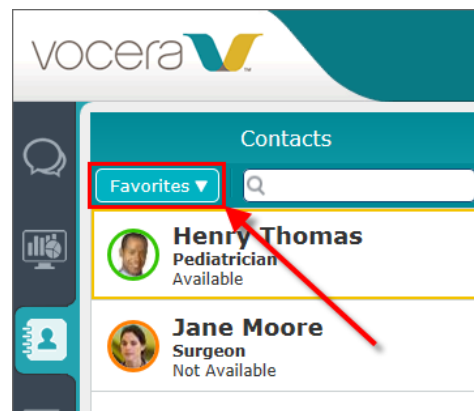 vocera
Contacts
Favorites ▼
Henry Thomas
Pediatrician
Available
Jane Moore
Surgeon
Not Available